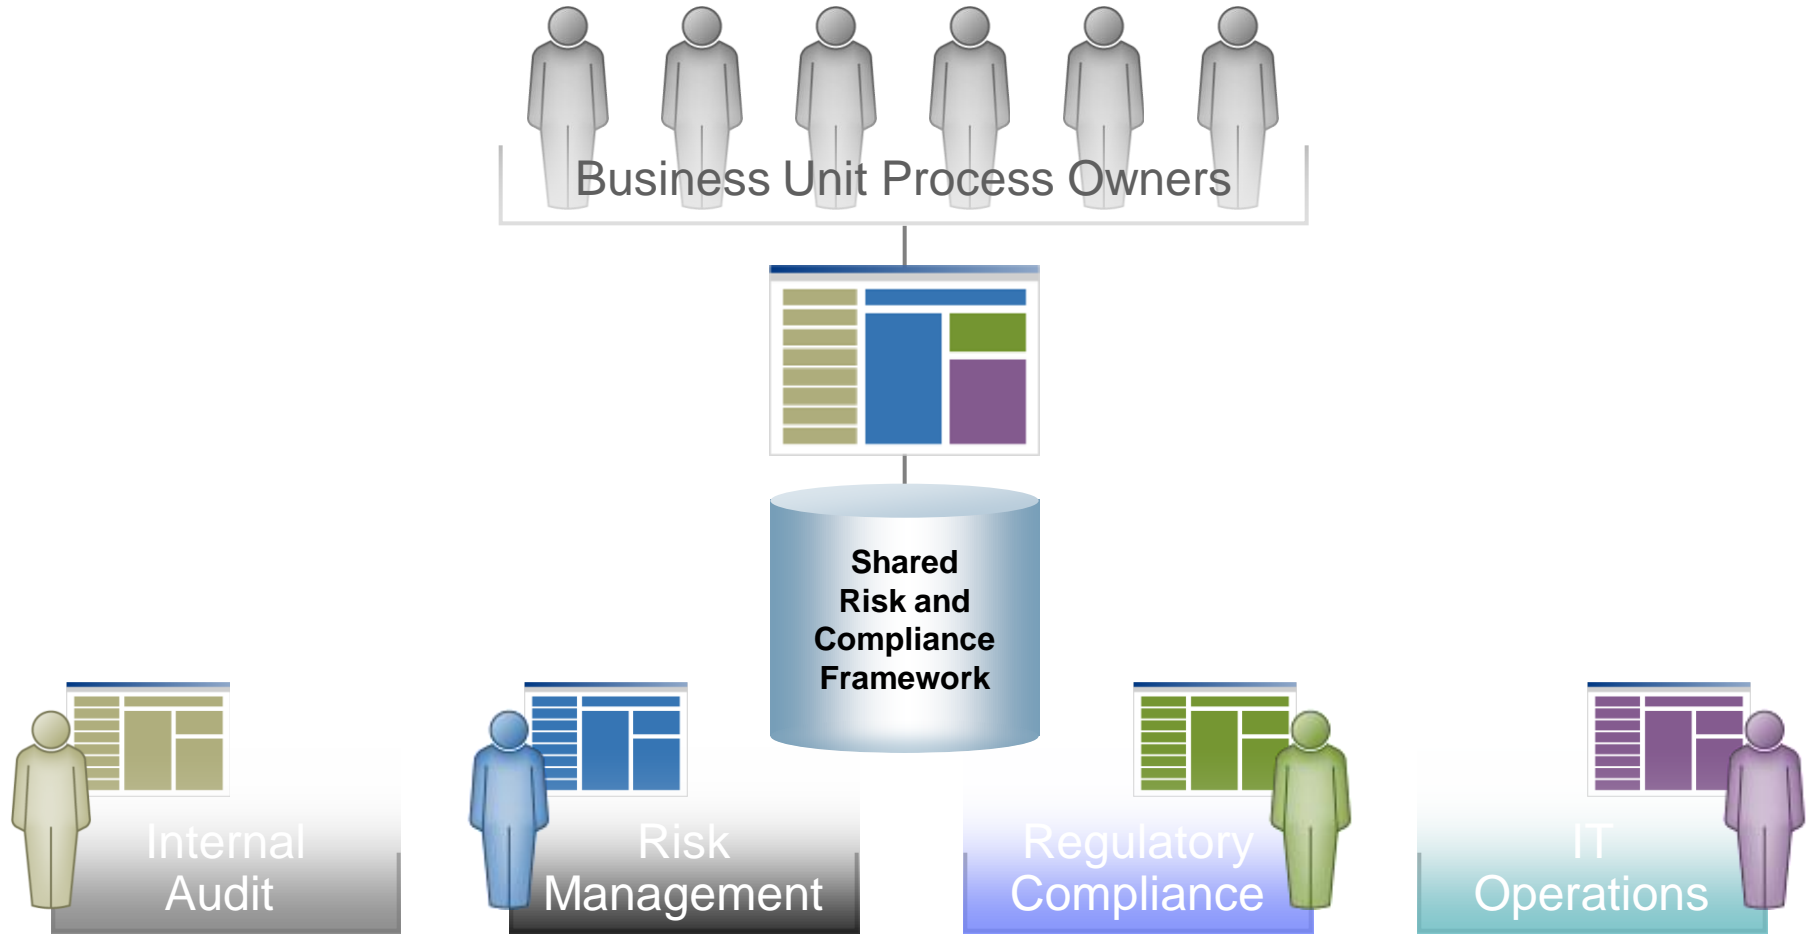 Business Unit Process Owners
Shared
Risk and
Compliance
Framework
Internal
Audit
Risk
Management
Regulatory
Compliance
IT
Operations